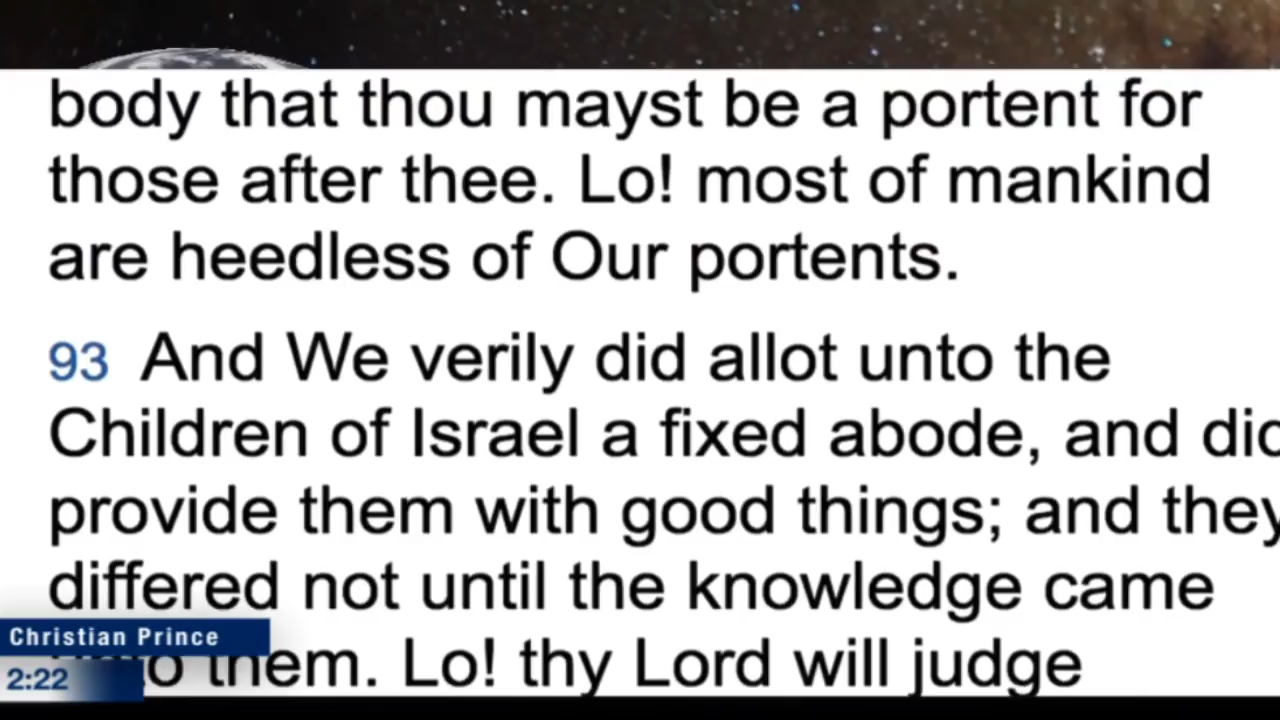 body that thou mayst be a portent for
those after thee. Lo! most of mankind
are heedless of Our portents.
93 And We verily did allot unto the
Children of Israel a fixed abode, and
provide them with good things; and they
differed not until the knowledge came
them. Lo! thy Lord will judge
Christian Prince
2:22